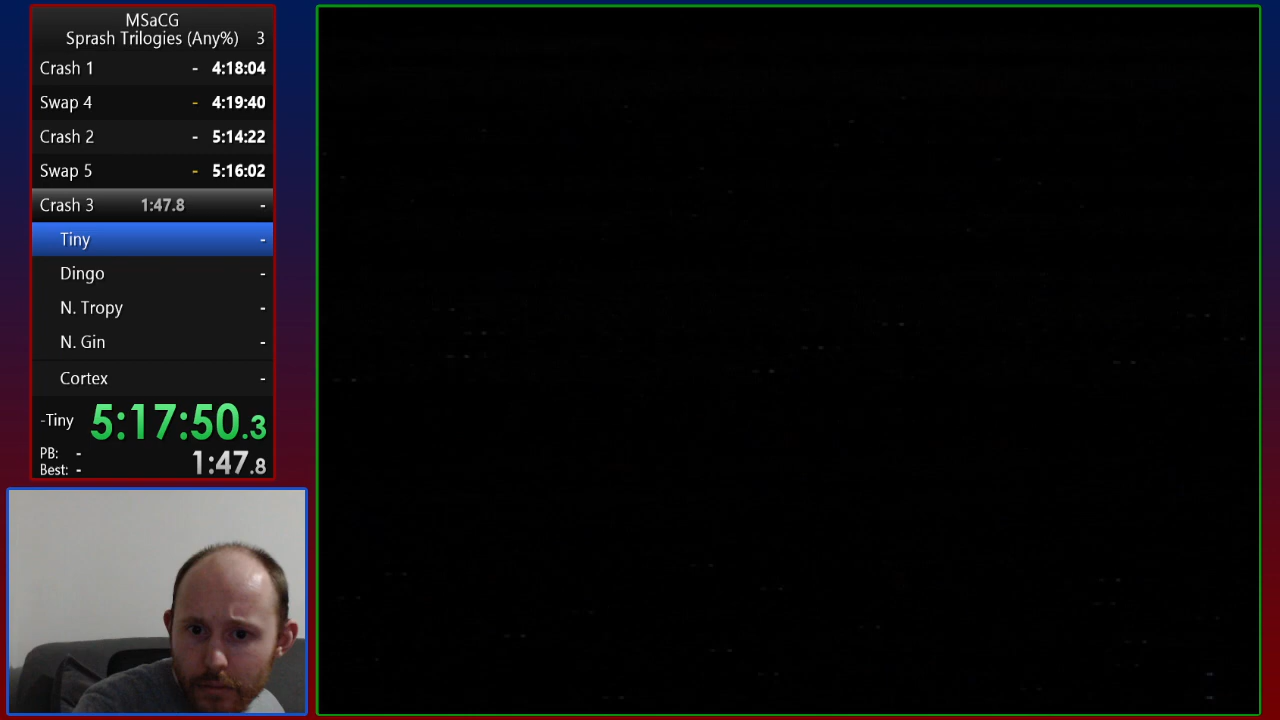 MSaCG
Sprash Trilogies (Any%) 3
Crash 1 - 4:18:04
Swap 4 - 4:19:40
Crash 2 - 5:14:22
Swap 5 - 5:16:02
Crash 3 1:47.8 -
Tiny -
Dingo -
N. Tropy -
N. Gin -
Cortex -
-Tiny 5:17:50.3
PB: -
Best: - 1:47.8